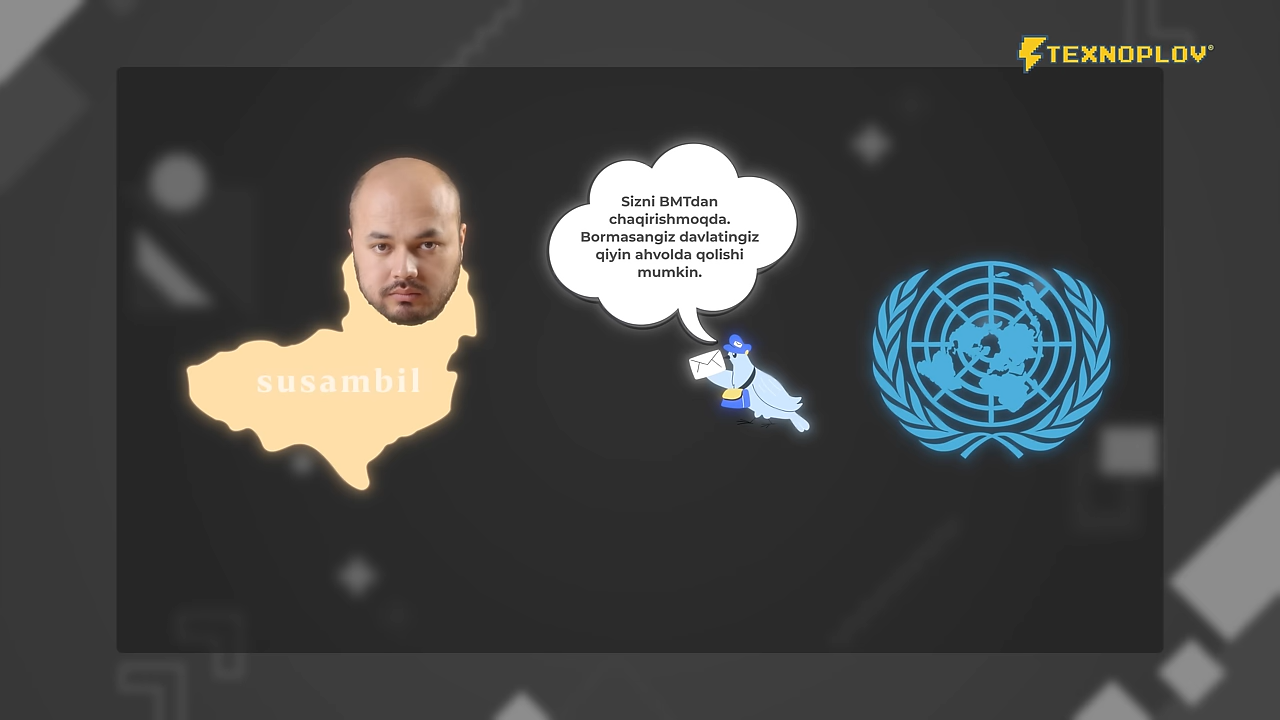 TEXNOPLOV
susambil
Sizni BMTdan
chaqirishmoqda.
Bormasangiz davlatingiz
qiyin ahvolda qolishi
mumkin.